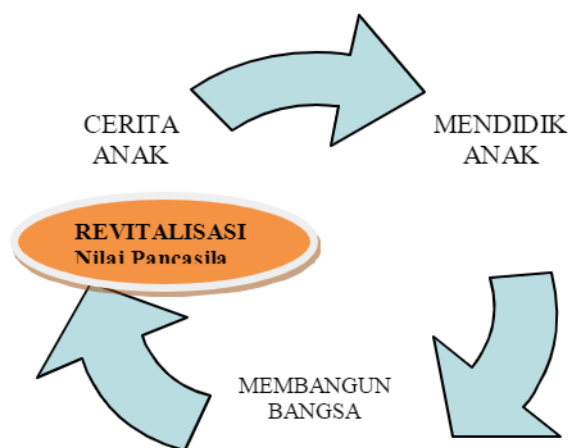 CERITA
ANAK
MENDIDIK
ANAK
REVITALISASI
Nilai Pancasila
MEMBANGUN
BANGSA